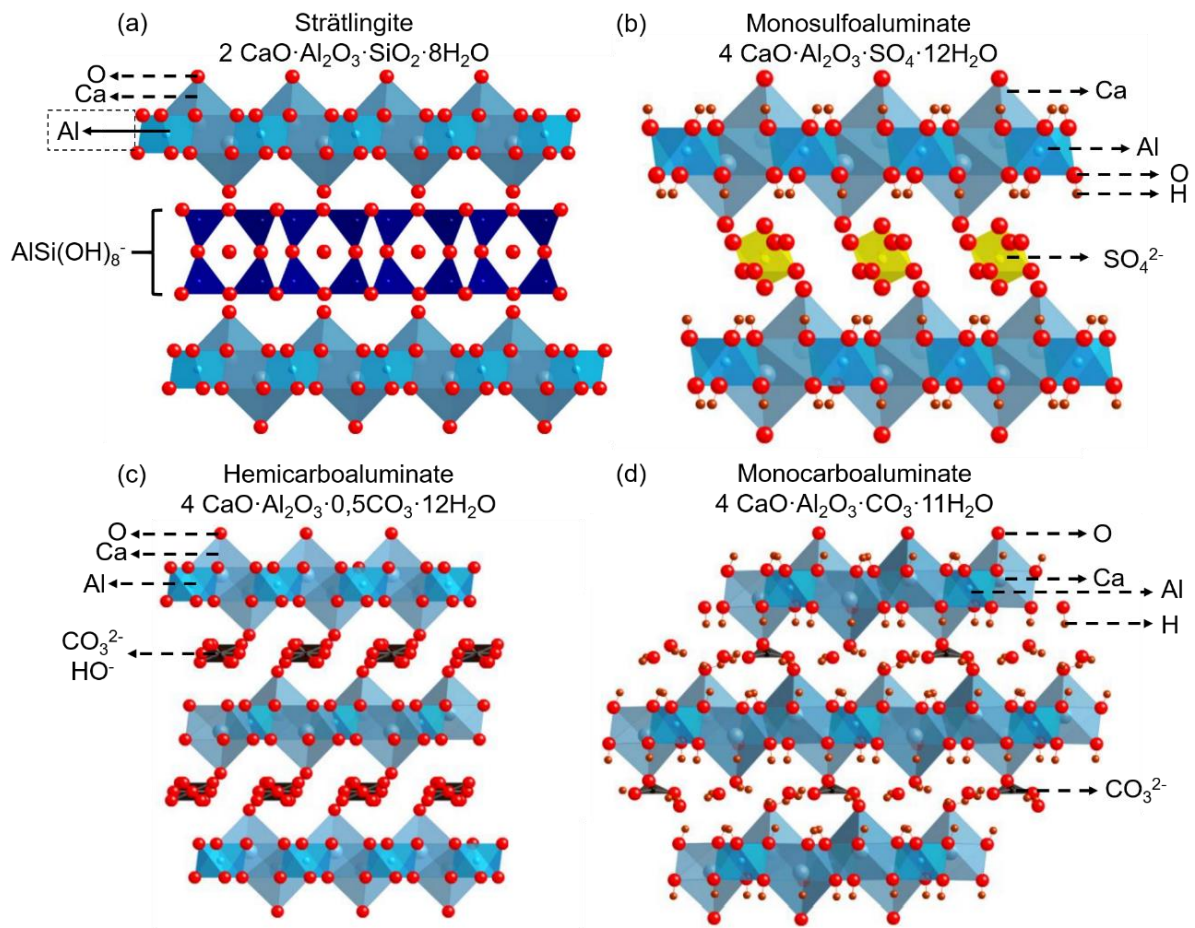 (a) Strätlingite
2 CaO·Al₂O₃·SiO₂·8H₂O
O
Ca
Al
AlSi(OH)₈⁻
(b) Monosulfoaluminate
4 CaO·Al₂O₃·SO₄·12H₂O
Ca
Al
O
H
SO₄²⁻
(c) Hemicarboaluminate
4 CaO·Al₂O₃·0,5CO₃·12H₂O
O
Ca
Al
CO₃²⁻
HO⁻
(d) Monocarboaluminate
4 CaO·Al₂O₃·CO₃·11H₂O
O
Ca
Al
H
CO₃²⁻